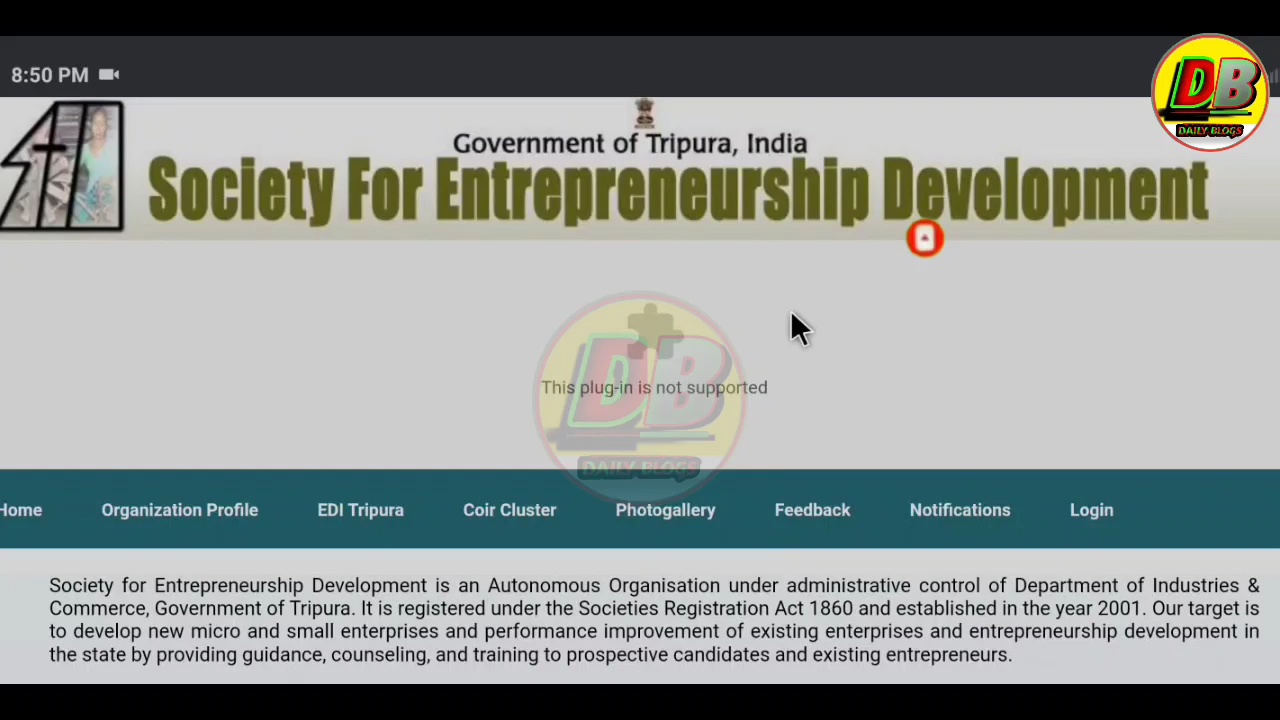 8:50 PM
DB
DAILY BLOGS
Government of Tripura, India
Society For Entrepreneurship Development
This plug-in is not supported
DB
DAILY BLOGS
Home Organization Profile EDI Tripura Coir Cluster Photogallery Feedback Notifications Login
Society for Entrepreneurship Development is an Autonomous Organisation under administrative control of Department of Industries &
Commerce, Government of Tripura. It is registered under the Societies Registration Act 1860 and established in the year 2001. Our target is
to develop new micro and small enterprises and performance improvement of existing enterprises and entrepreneurship development in
the state by providing guidance, counseling, and training to prospective candidates and existing entrepreneurs.